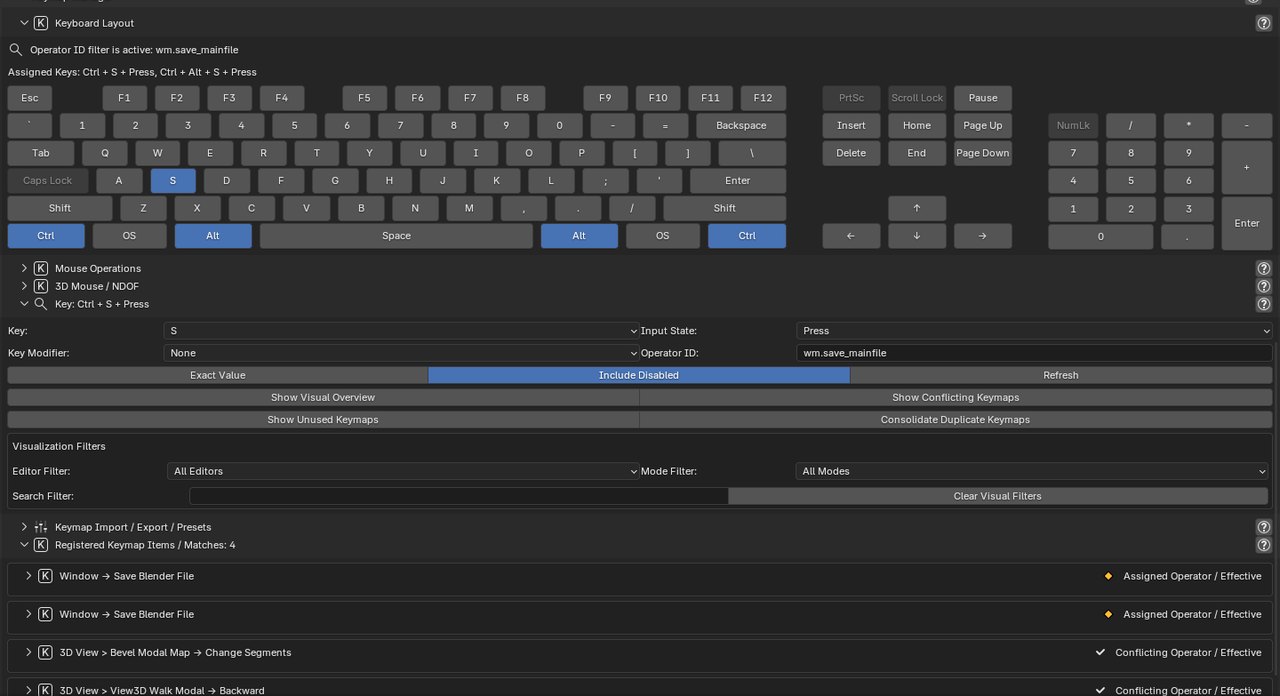 Keyboard Layout
Operator ID filter is active: wm.save_mainfile
Assigned Keys: Ctrl + S + Press, Ctrl + Alt + S + Press
Esc F1 F2 F3 F4 F5 F6 F7 F8 F9 F10 F11 F12 PrtSc Scroll Lock Pause
` 1 2 3 4 5 6 7 8 9 0 - = Backspace Insert Home Page Up NumLk / * -
Tab Q W E R T Y U I O P [ ] \ Delete End Page Down 7 8 9 +
Caps Lock A S D F G H J K L ; ' Enter 4 5 6
Shift Z X C V B N M , . / Shift ↑ 1 2 3 Enter
Ctrl OS Alt Space Alt OS Ctrl ← ↓ → 0 .
Mouse Operations
3D Mouse / NDOF
Key: Ctrl + S + Press
Key: S Input State: Press
Key Modifier: None Operator ID: wm.save_mainfile
Exact Value Include Disabled Refresh
Show Visual Overview Show Conflicting Keymaps
Show Unused Keymaps Consolidate Duplicate Keymaps
Visualization Filters
Editor Filter: All Editors Mode Filter: All Modes
Search Filter: Clear Visual Filters
Keymap Import / Export / Presets
Registered Keymap Items / Matches: 4
Window → Save Blender File Assigned Operator / Effective
Window → Save Blender File Assigned Operator / Effective
3D View > Bevel Modal Map → Change Segments Conflicting Operator / Effective
3D View > View3D Walk Modal → Backward Conflicting Operator / Effective